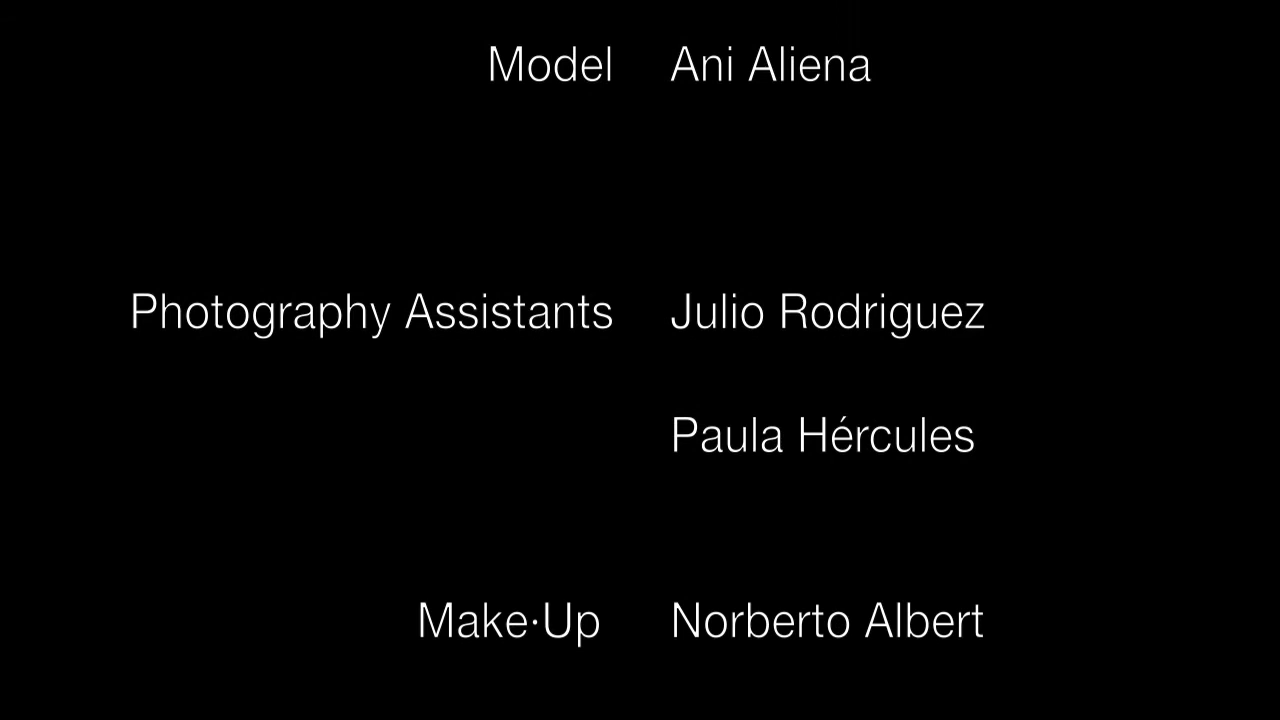 Model Ani Aliena
Photography Assistants Julio Rodriguez
Paula Hércules
Make·Up Norberto Albert